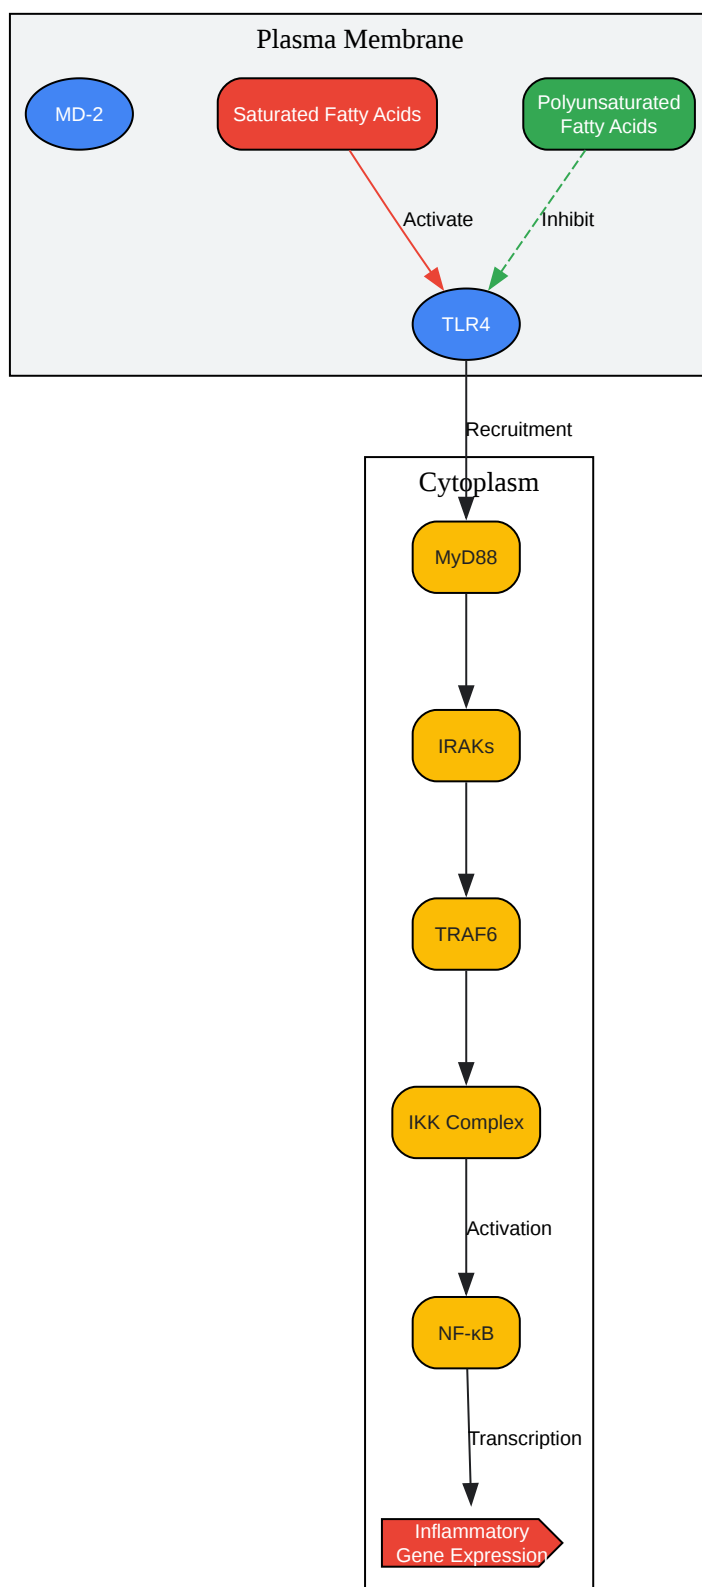 Plasma Membrane
MD-2
Saturated Fatty Acids
Polyunsaturated
Fatty Acids
Activate
Inhibit
TLR4
Recruitment
Cytoplasm
MyD88
IRAKs
TRAF6
IKK Complex
Activation
NF-κB
Transcription
Inflammatory
Gene Expression